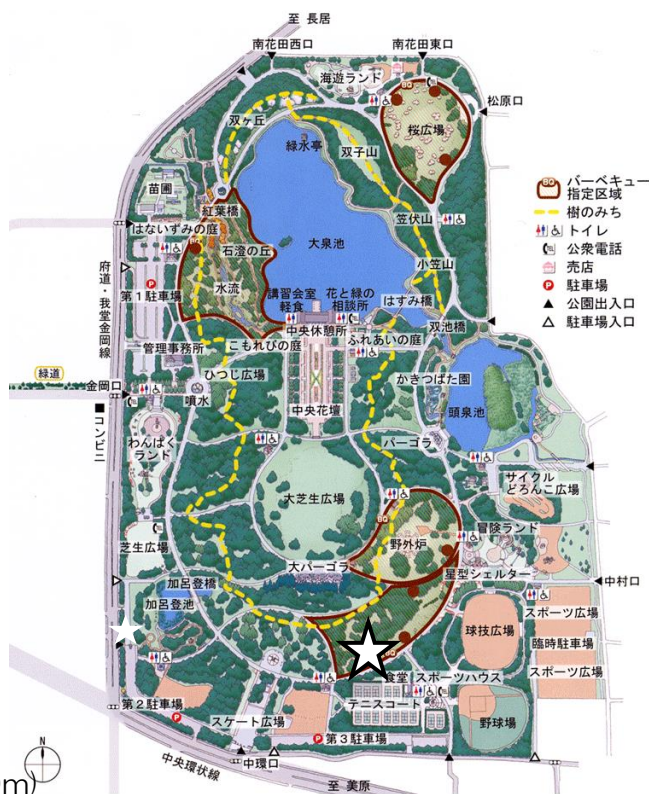 至 長居
南花田西口
南花田東口
海遊ランド
松原口
双ヶ丘
桜広場
緑水亭
双子山
苗圃
紅葉橋
笠伏山
はないずみの庭
石澄の丘
大泉池
小笠山
水流
講習会室
軽食
花と緑の
相談所
はすみ橋
第1駐車場
府道・我堂金岡線
中央休憩所
双池橋
管理事務所
こもれびの庭
ふれあいの庭
ひつじ広場
かきつばた園
緑道
金岡口
噴水
中央花壇
頭泉池
コンビニ
わんぱく
ランド
パーゴラ
大芝生広場
サイクル
どろんこ広場
冒険ランド
野外炉
芝生広場
大パーゴラ
星型シェルター
加呂登橋
中村口
加呂登池
スポーツ広場
球技広場
臨時駐車場
食堂
スポーツハウス
スポーツ広場
テニスコート
第2駐車場
スケート広場
野球場
第3駐車場
中央環状線
中環口
至 美原
N
m)
バーベキュー
指定区域
樹のみち
トイレ
公衆電話
売店
P 駐車場
公園出入口
駐車場入口
BQ